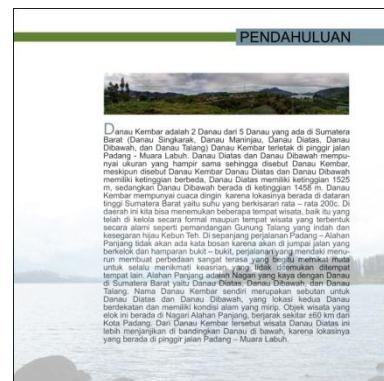 PENDAHULUAN
Danau Kembar adalah 2 Danau dari 5 Danau yang ada di Sumatera
Barat (Danau Singkarak, Danau Maninjau, Danau Diatas, Danau
Dibawah, dan Danau Talang) Danau Kembar terletak di pinggir jalan
Padang - Muara Labuh. Danau Diatas dan Danau Dibawah mempu-
nyai ukuran yang hampir sama sehingga disebut Danau Kembar,
meskipun disebut Danau Kembar Danau Diatas dan Danau Dibawah
memiliki ketinggian berbeda, Danau Diatas memiliki ketinggian 1525
m, sedangkan Danau Dibawah berada di ketinggian 1458 m. Danau
Kembar mempunyai cuaca dingin karena lokasinya berada di dataran
tinggi Sumatera Barat yaitu suhu yang berkisaran rata – rata 200c. Di
daerah ini kita bisa menemukan beberapa tempat wisata, baik itu yang
telah di kelola secara formal maupun tempat wisata yang terbentuk
secara alami seperti pemandangan Gunung Talang yang indah dan
kesegaran hijau Kebun Teh. Di sepanjang perjalanan Padang – Alahan
Panjang tidak akan ada kata bosan karena akan di jumpai jalan yang
berkelok dan hamparan bukit – bukit, perjalanan yang mendaki menu-
run membuat perbedaan sangat terasa yang begitu memikat mata
untuk selalu menikmati keasrian yang tidak ditemukan ditempat
tempat lain. Alahan Panjang adalah Nagari yang kaya dengan Danau
di Sumatera Barat yaitu Danau Diatas, Danau Dibawah, dan Danau
Talang. Nama Danau Kembar sendiri merupakan sebutan untuk
Danau Diatas dan Danau Dibawah, yang lokasi kedua Danau
berdekatan dan memiliki kondisi alam yang mirip. Objek wisata yang
elok ini berada di Nagari Alahan Panjang, berjarak sekitar ±60 km dari
Kota Padang. Dari Danau Kembar tersebut wisata Danau Diatas ini
lebih menjanjikan di bandingkan Danau di bawah, karena lokasinya
yang berada di pinggir jalan Padang – Muara Labuh.